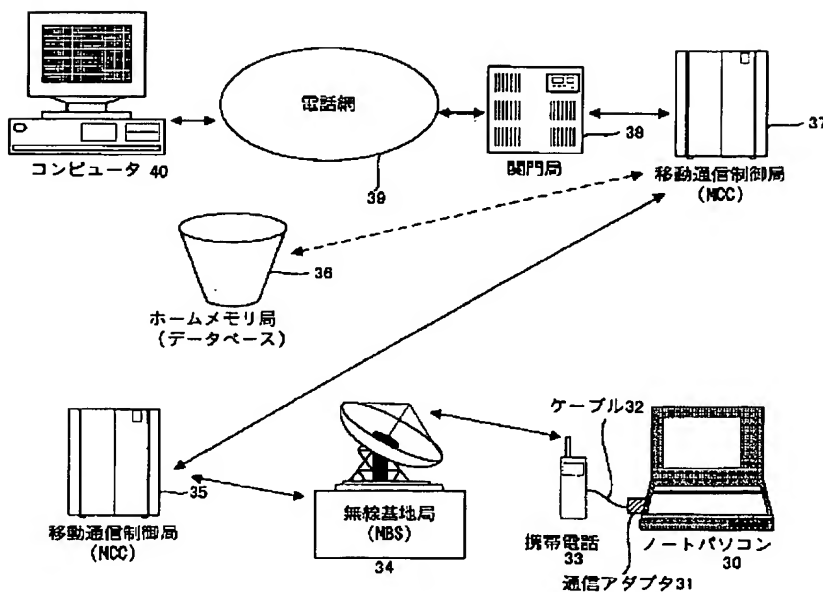 電話網
38
37
コンピュータ 40
39
関門局
移動通信制御局
(MCC)
36
ホームメモリ局
(データベース)
ケーブル32
35
移動通信制御局
(MCC)
無線基地局
(MBS)
34
携帯電話
33
ノートパソコン
30
通信アダプタ31